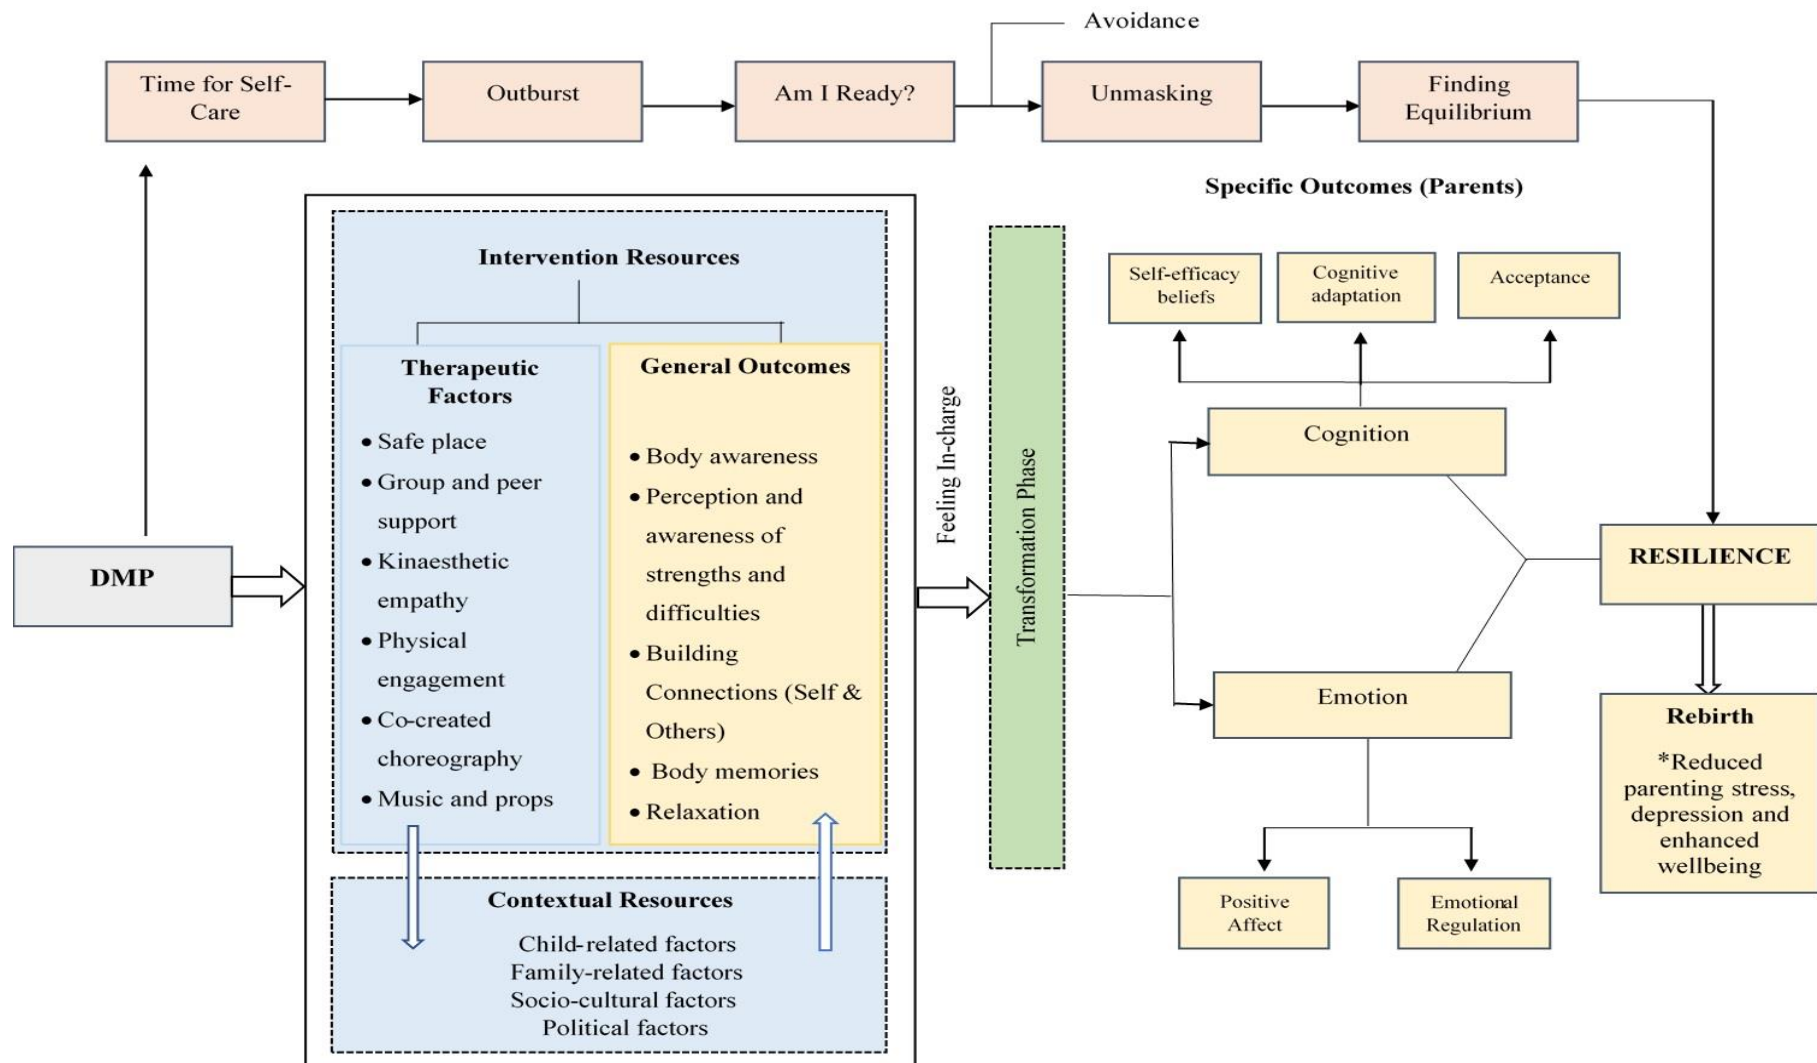 Avoidance
Time for Self-
Care
Outburst
Am I Ready?
Unmasking
Finding
Equilibrium
Specific Outcomes (Parents)
Intervention Resources
Therapeutic
Factors
• Safe place
• Group and peer
support
• Kinaesthetic
empathy
• Physical
engagement
• Co-created
choreography
• Music and props
General Outcomes
• Body awareness
• Perception and
awareness of
strengths and
difficulties
• Building
Connections (Self &
Others)
• Body memories
• Relaxation
DMP
Contextual Resources
Child-related factors
Family-related factors
Socio-cultural factors
Political factors
Feeling In-charge
Transformation Phase
Self-efficacy
beliefs
Cognitive
adaptation
Acceptance
Cognition
Emotion
Positive
Affect
Emotional
Regulation
RESILIENCE
Rebirth
*Reduced
parenting stress,
depression and
enhanced
wellbeing